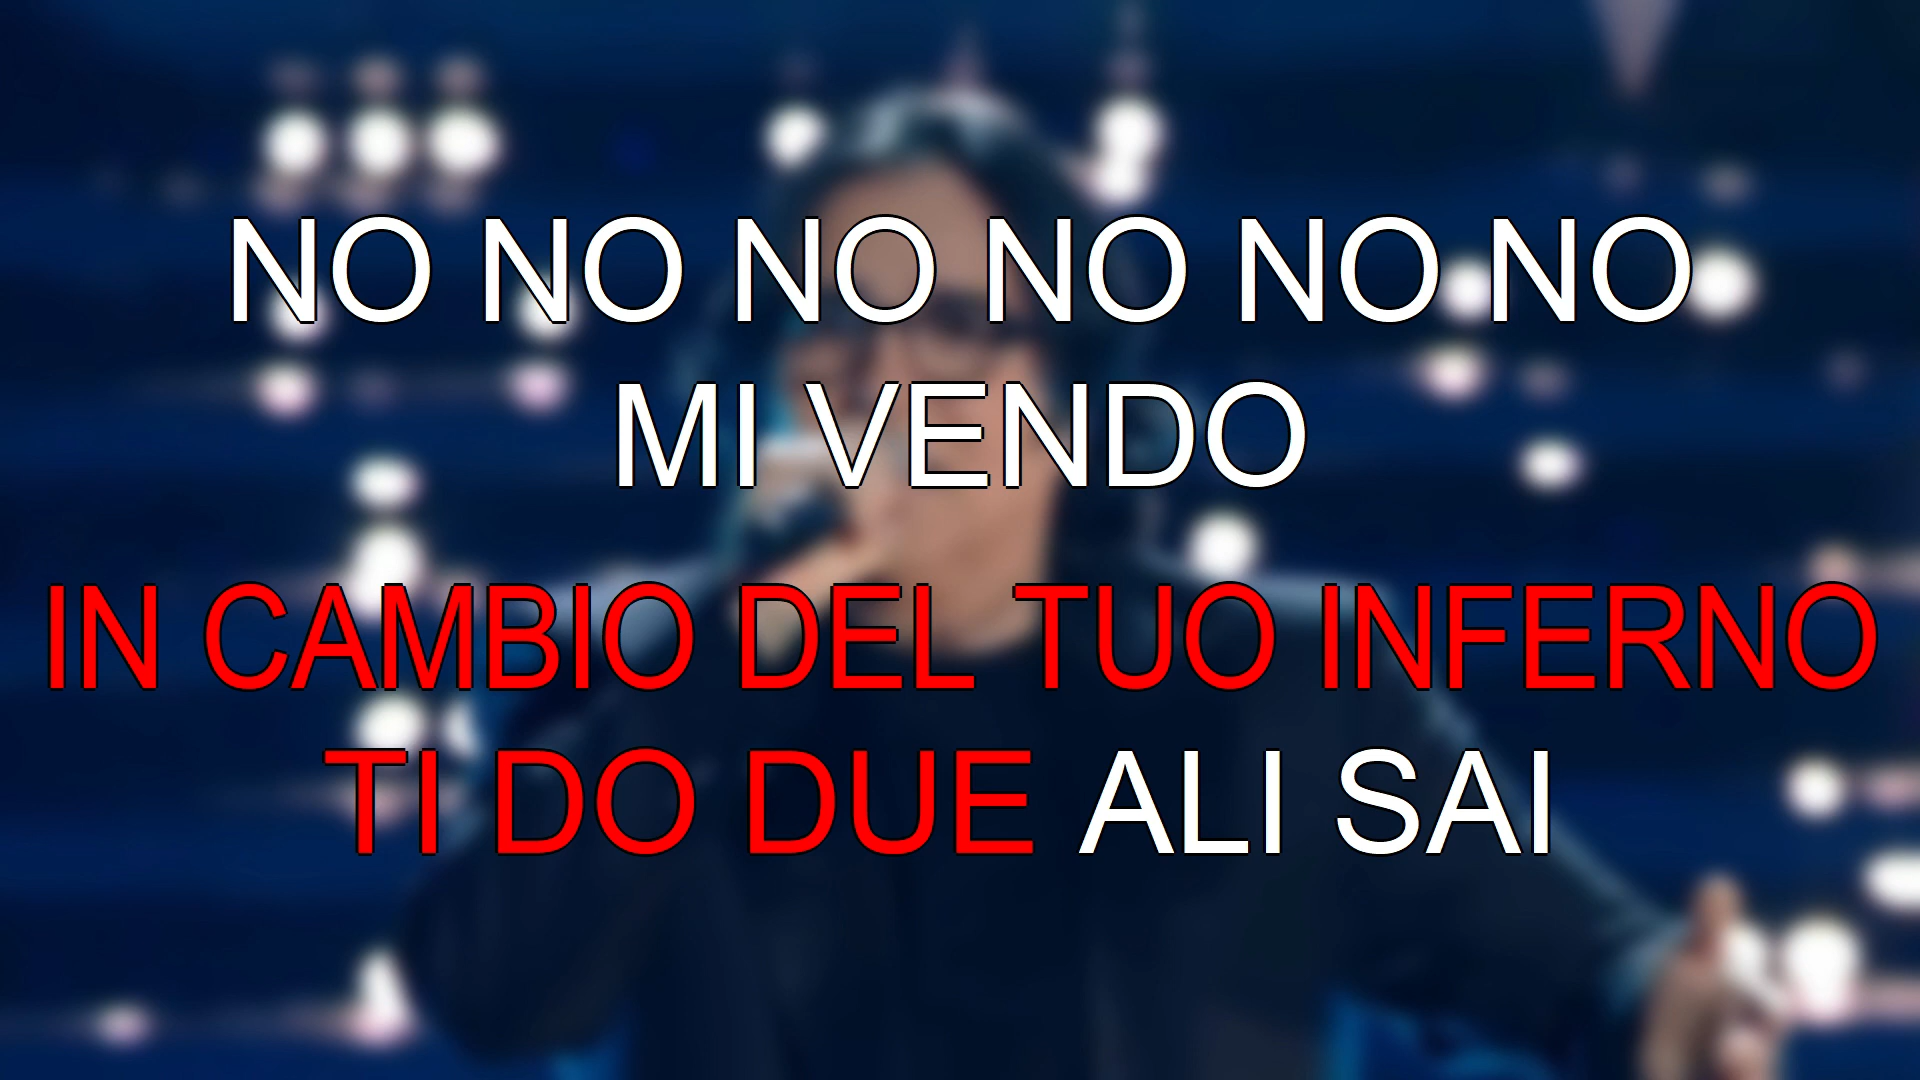 NO NO NO NO NO NO
MI VENDO
IN CAMBIO DEL TUO INFERNO
TI DO DUE ALI SAI